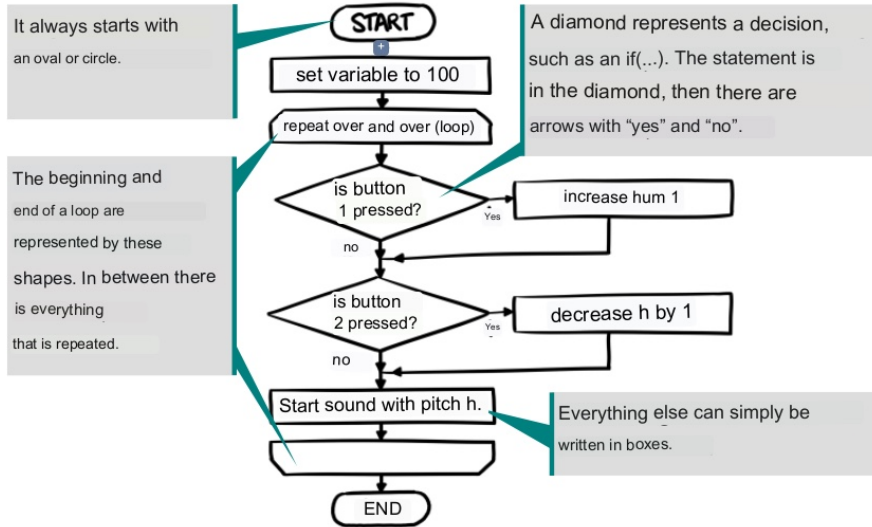 It always starts with
an oval or circle.
START
A diamond represents a decision,
such as an if(...). The statement is
in the diamond, then there are
arrows with “yes” and “no”.
set variable to 100
repeat over and over (loop)
The beginning and
end of a loop are
represented by these
shapes. In between there
is everything
that is repeated.
is button
1 pressed?
Yes
increase hum 1
no
is button
2 pressed?
Yes
decrease h by 1
no
Start sound with pitch h.
Everything else can simply be
written in boxes.
END